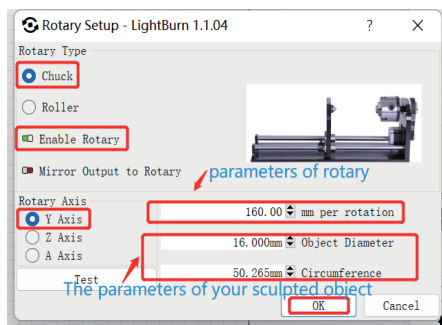 Rotary Setup - LightBurn 1.1.04 ? ×
Rotary Type
Chuck
Roller
Enable Rotary
Mirror Output to Rotary
parameters of rotary
Rotary Axis
Y Axis
160.00 mm per rotation
Z Axis
16.000mm Object Diameter
A Axis
Test
50.265mm Circumference
The parameters of your sculpted object
OK
Cancel